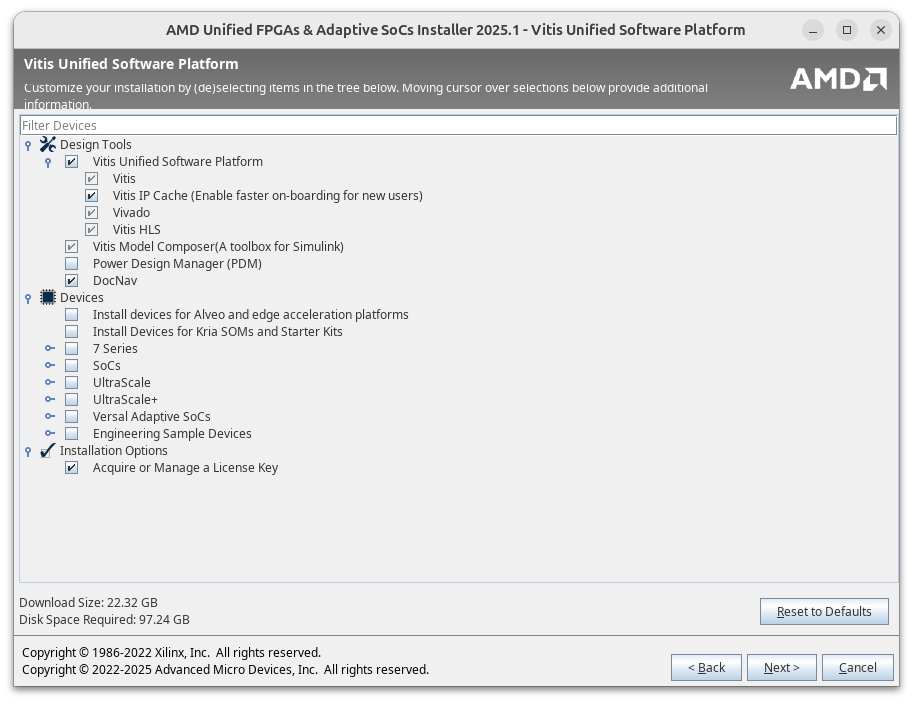 AMD Unified FPGAs & Adaptive SoCs Installer 2025.1 - Vitis Unified Software Platform
Vitis Unified Software Platform
Customize your installation by (de)selecting items in the tree below. Moving cursor over selections below provide additional
information.
AMD
Filter Devices
Design Tools
Vitis Unified Software Platform
Vitis
Vitis IP Cache (Enable faster on-boarding for new users)
Vivado
Vitis HLS
Vitis Model Composer(A toolbox for Simulink)
Power Design Manager (PDM)
DocNav
Devices
Install devices for Alveo and edge acceleration platforms
Install Devices for Kria SOMs and Starter Kits
7 Series
SoCs
UltraScale
UltraScale+
Versal Adaptive SoCs
Engineering Sample Devices
Installation Options
Acquire or Manage a License Key
Download Size: 22.32 GB
Disk Space Required: 97.24 GB
Reset to Defaults
Copyright © 1986-2022 Xilinx, Inc. All rights reserved.
Copyright © 2022-2025 Advanced Micro Devices, Inc. All rights reserved.
< Back
Next >
Cancel